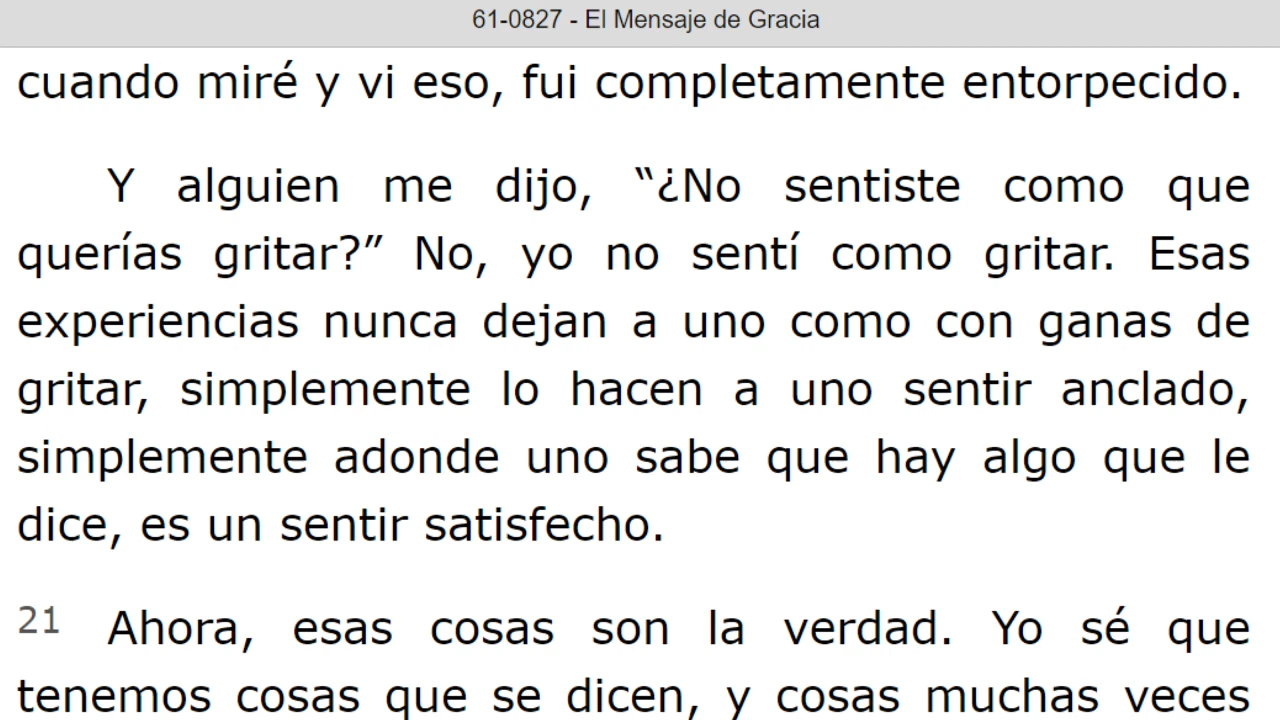 61-0827 - El Mensaje de Gracia
cuando miré y vi eso, fui completamente entorpecido.
Y alguien me dijo, “¿No sentiste como que
querías gritar?” No, yo no sentí como gritar. Esas
experiencias nunca dejan a uno como con ganas de
gritar, simplemente lo hacen a uno sentir anclado,
simplemente adonde uno sabe que hay algo que le
dice, es un sentir satisfecho.
21 Ahora, esas cosas son la verdad. Yo sé que
tenemos cosas que se dicen, y cosas muchas veces